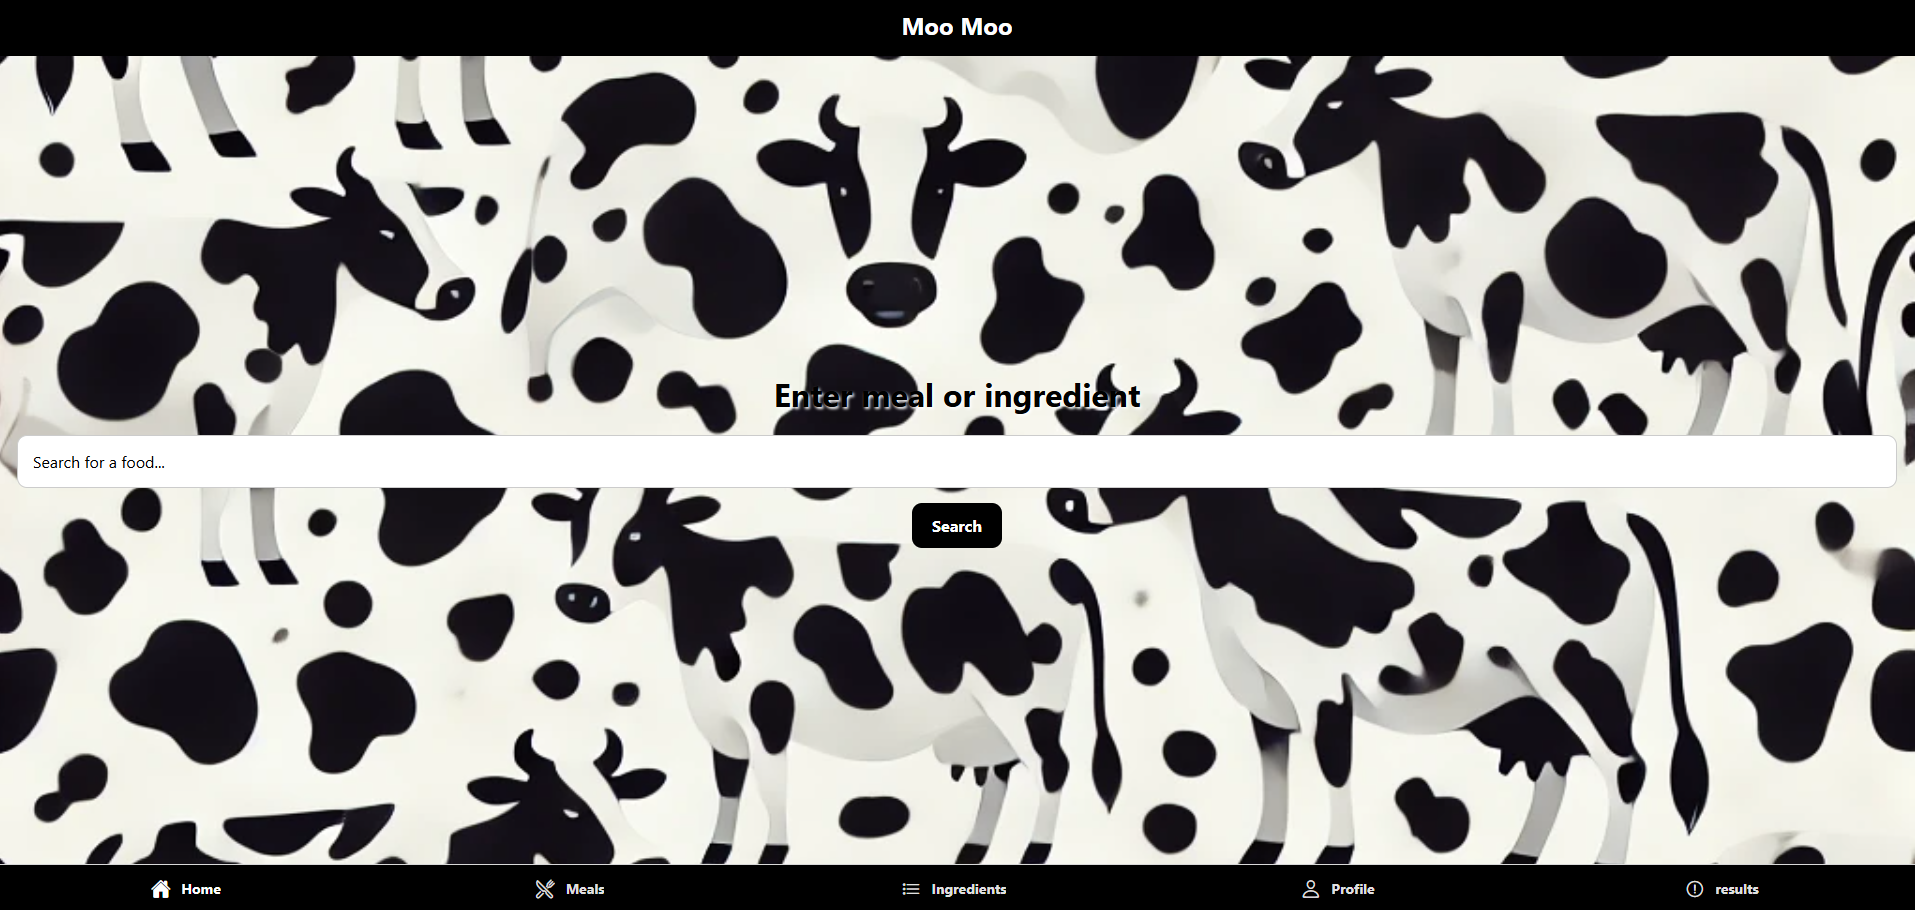 Moo Moo
Enter meal or ingredient
Search for a food...
Search
Home Meals Ingredients Profile results